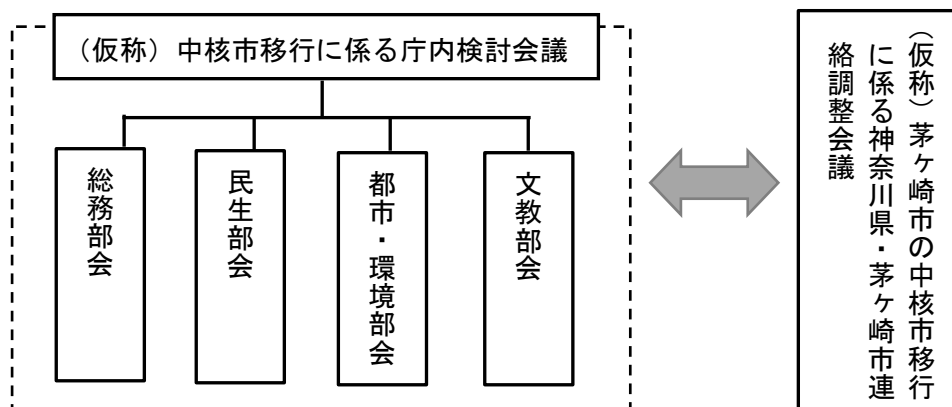 （仮称）中核市移行に係る庁内検討会議
総務部会
民生部会
都市・環境部会
文教部会
（仮称）茅ヶ崎市の中核市移行
に係る神奈川県・茅ヶ崎市連
絡調整会議